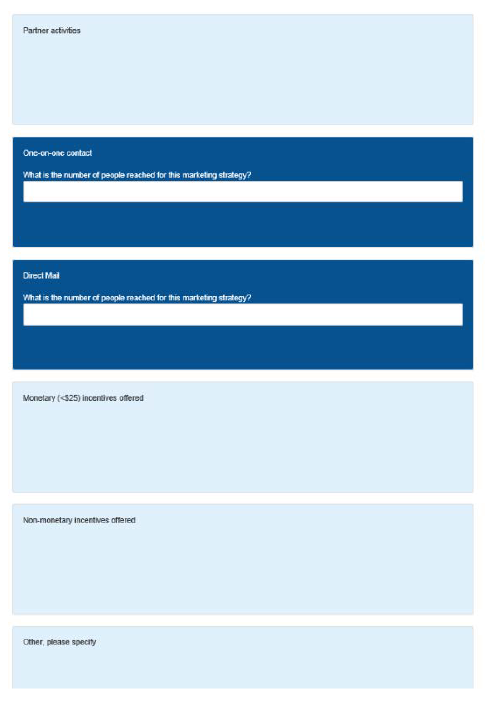 Partner activities
One-on-one contact
What is the number of people reached for this marketing strategy?
Direct Mail
What is the number of people reached for this marketing strategy?
Monetary (<$25) incentives offered
Non-monetary incentives offered
Other, please specify